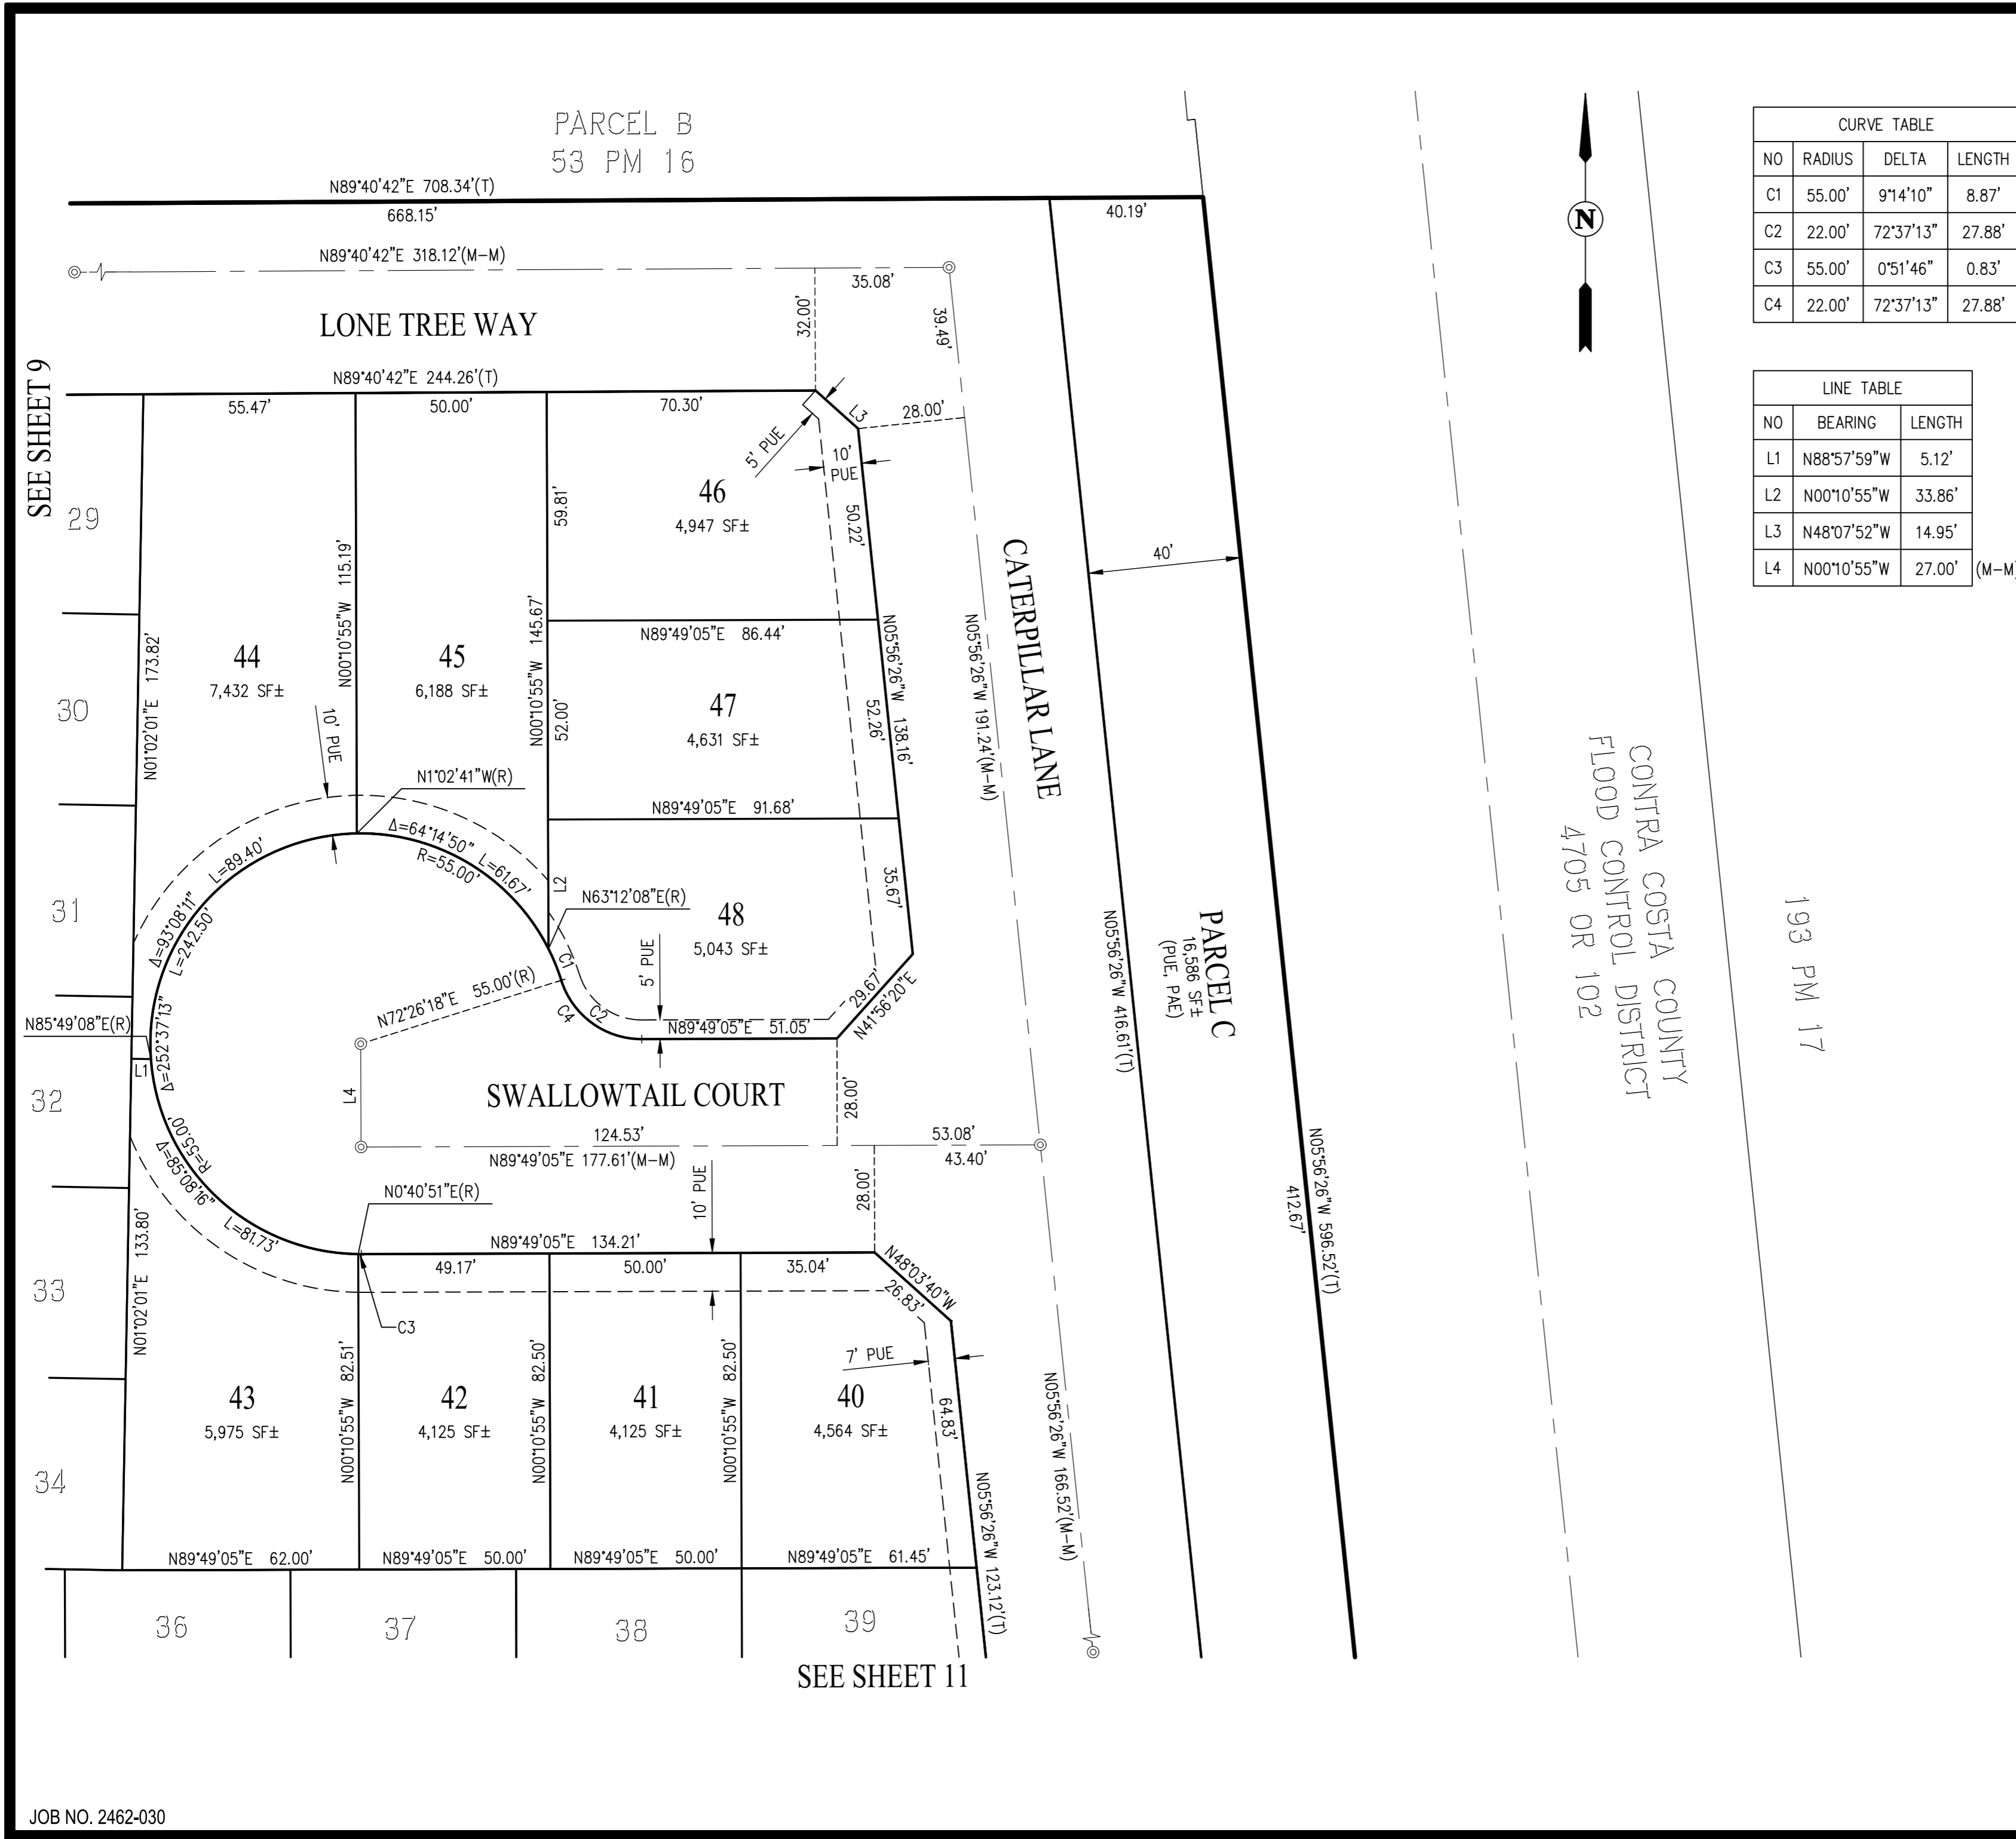 PARCEL B
53 PM 16
N89°40'42"E 708.34'(T)
668.15'
40.19'
N89°40'42"E 318.12'(M-M)
35.08'
32.00'
39.49'
LONE TREE WAY
SEE SHEET 9
N89°40'42"E 244.26'(T)
55.47'
50.00'
70.30'
L3
28.00'
5' PUE
10'
PUE
29
30
31
32
33
34
44
7,432 SF±
45
6,188 SF±
46
4,947 SF±
47
4,631 SF±
48
5,043 SF±
N01°02'01"E 173.82'
N00°10'55"W 115.19'
59.81'
N00°10'55"W 145.67'
52.00'
50.22'
N89°49'05"E 86.44'
N05°56'26"W 138.16'
52.26'
N89°49'05"E 91.68'
35.67'
10' PUE
N1°02'41"W(R)
Δ=64°14'50" L=61.67'
R=55.00'
L=89.40'
Δ=93°08'11"
L=242.50'
Δ=252°37'13"
R=55.00'
Δ=85°08'16"
L=81.73'
L2
N63°12'08"E(R)
C1
C4
C2
5' PUE
N72°26'18"E 55.00'(R)
N89°49'05"E 51.05'
29.67'
N41°56'20"E
N85°49'08"E(R)
L1
L4
SWALLOWTAIL COURT
28.00'
124.53'
53.08'
N89°49'05"E 177.61'(M-M)
43.40'
28.00'
10' PUE
N0°40'51"E(R)
N89°49'05"E 134.21'
49.17'
50.00'
35.04'
N48°03'40"W
26.83'
C3
7' PUE
N01°02'01"E 133.80'
N00°10'55"W 82.51'
N00°10'55"W 82.50'
N00°10'55"W 82.50'
64.83'
43
5,975 SF±
42
4,125 SF±
41
4,125 SF±
40
4,564 SF±
N89°49'05"E 62.00'
N89°49'05"E 50.00'
N89°49'05"E 50.00'
N89°49'05"E 61.45'
N05°56'26"W 123.12'(T)
36
37
38
39
SEE SHEET 11
CATERPILLAR LANE
N05°56'26"W 191.24'(M-M)
N05°56'26"W 166.52'(M-M)
40'
N05°56'26"W 416.61'(T)
PARCEL C
16,586 SF±
(PUE, PAE)
N05°56'26"W 596.52'(T)
412.67'
N
CONTRA COSTA COUNTY
FLOOD CONTROL DISTRICT
4705 OR 102
193 PM 17
CURVE TABLE
NO RADIUS DELTA LENGTH
C1 55.00' 9°14'10" 8.87'
C2 22.00' 72°37'13" 27.88'
C3 55.00' 0°51'46" 0.83'
C4 22.00' 72°37'13" 27.88'
LINE TABLE
NO BEARING LENGTH
L1 N88°57'59"W 5.12'
L2 N00°10'55"W 33.86'
L3 N48°07'52"W 14.95'
L4 N00°10'55"W 27.00' (M-M)
JOB NO. 2462-030